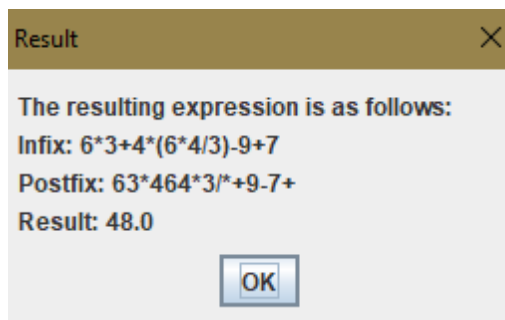 Result
The resulting expression is as follows:
Infix: 6*3+4*(6*4/3)-9+7
Postfix: 63*464*3/*+9-7+
Result: 48.0
OK